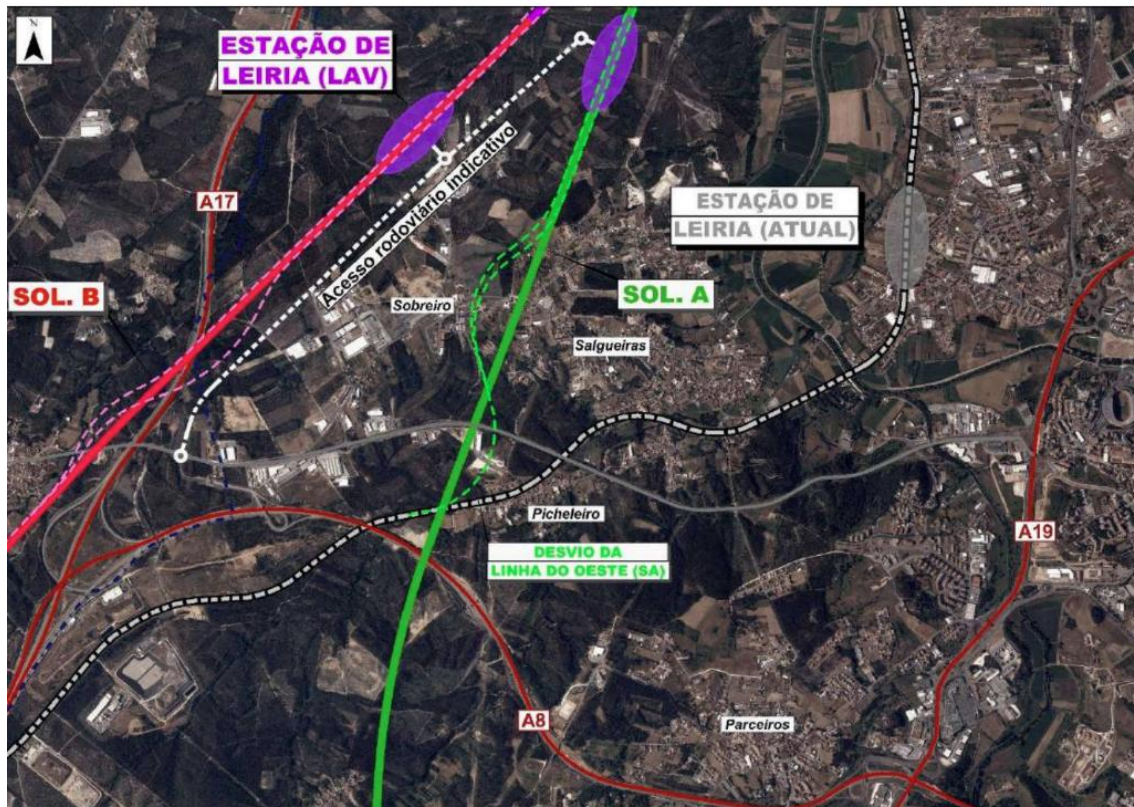 N
ESTAÇÃO DE
LEIRIA (LAV)
A17
Acesso rodoviário indicativo
ESTAÇÃO DE
LEIRIA (ATUAL)
SOL. B
SOL. A
Sobreiro
Salgueiras
Picheleiro
DESVIO DA
LINHA DO OESTE (SA)
A19
A8
Parceiros